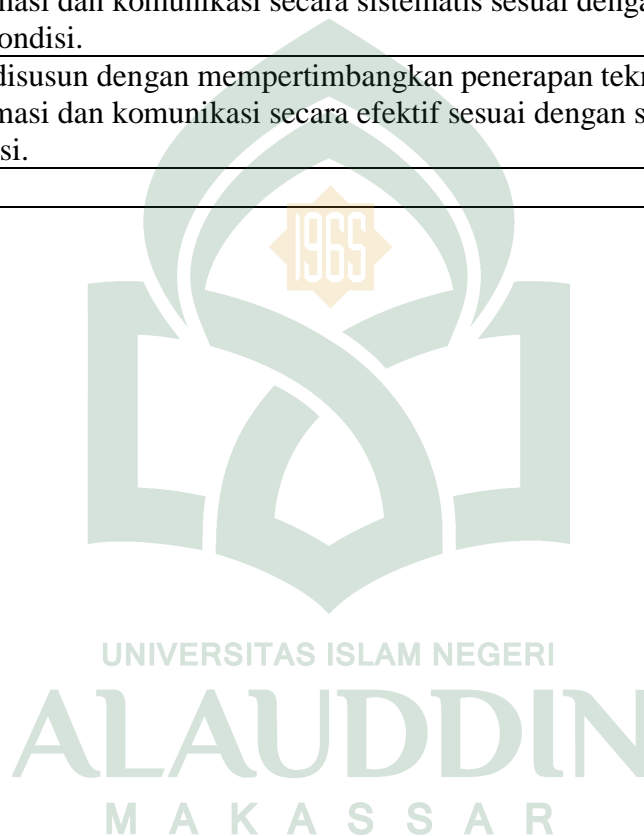 masi dan komunikasi secara sistematis sesuai denga
ondisi.
disusun dengan mempertimbangkan penerapan tekn
masi dan komunikasi secara efektif sesuai dengan s
si.
1965
UNIVERSITAS ISLAM NEGERI
ALAUDDIN
MAKASSAR